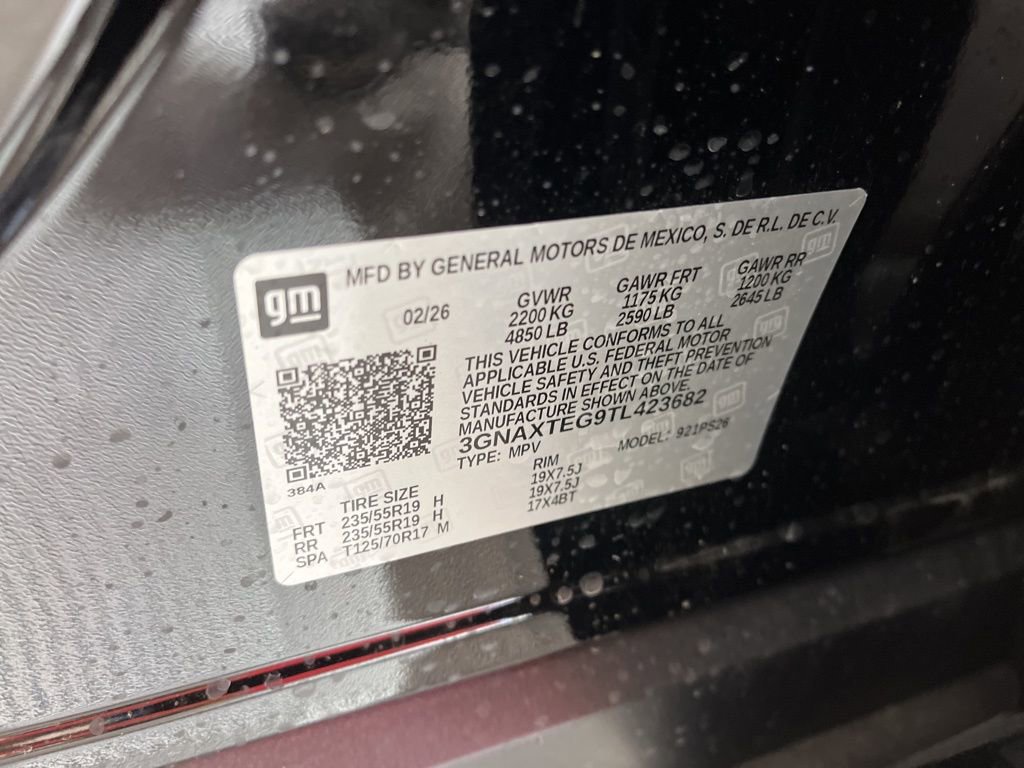 gm
MFD BY GENERAL MOTORS DE MEXICO, S. DE R.L. DE C.V.
02/26
GVWR
2200 KG
4850 LB
GAWR FRT
1175 KG
2590 LB
GAWR RR
1200 KG
2645 LB
THIS VEHICLE CONFORMS TO ALL
APPLICABLE U.S. FEDERAL MOTOR
VEHICLE SAFETY AND THEFT PREVENTION
STANDARDS IN EFFECT ON THE DATE OF
MANUFACTURE SHOWN ABOVE.
3GNAXTEG9TL423682
TYPE: MPV MODEL: 921PS26
384A
TIRE SIZE RIM
FRT 235/55R19 H 19X7.5J
RR 235/55R19 H 19X7.5J
SPA T125/70R17 M 17X4BT